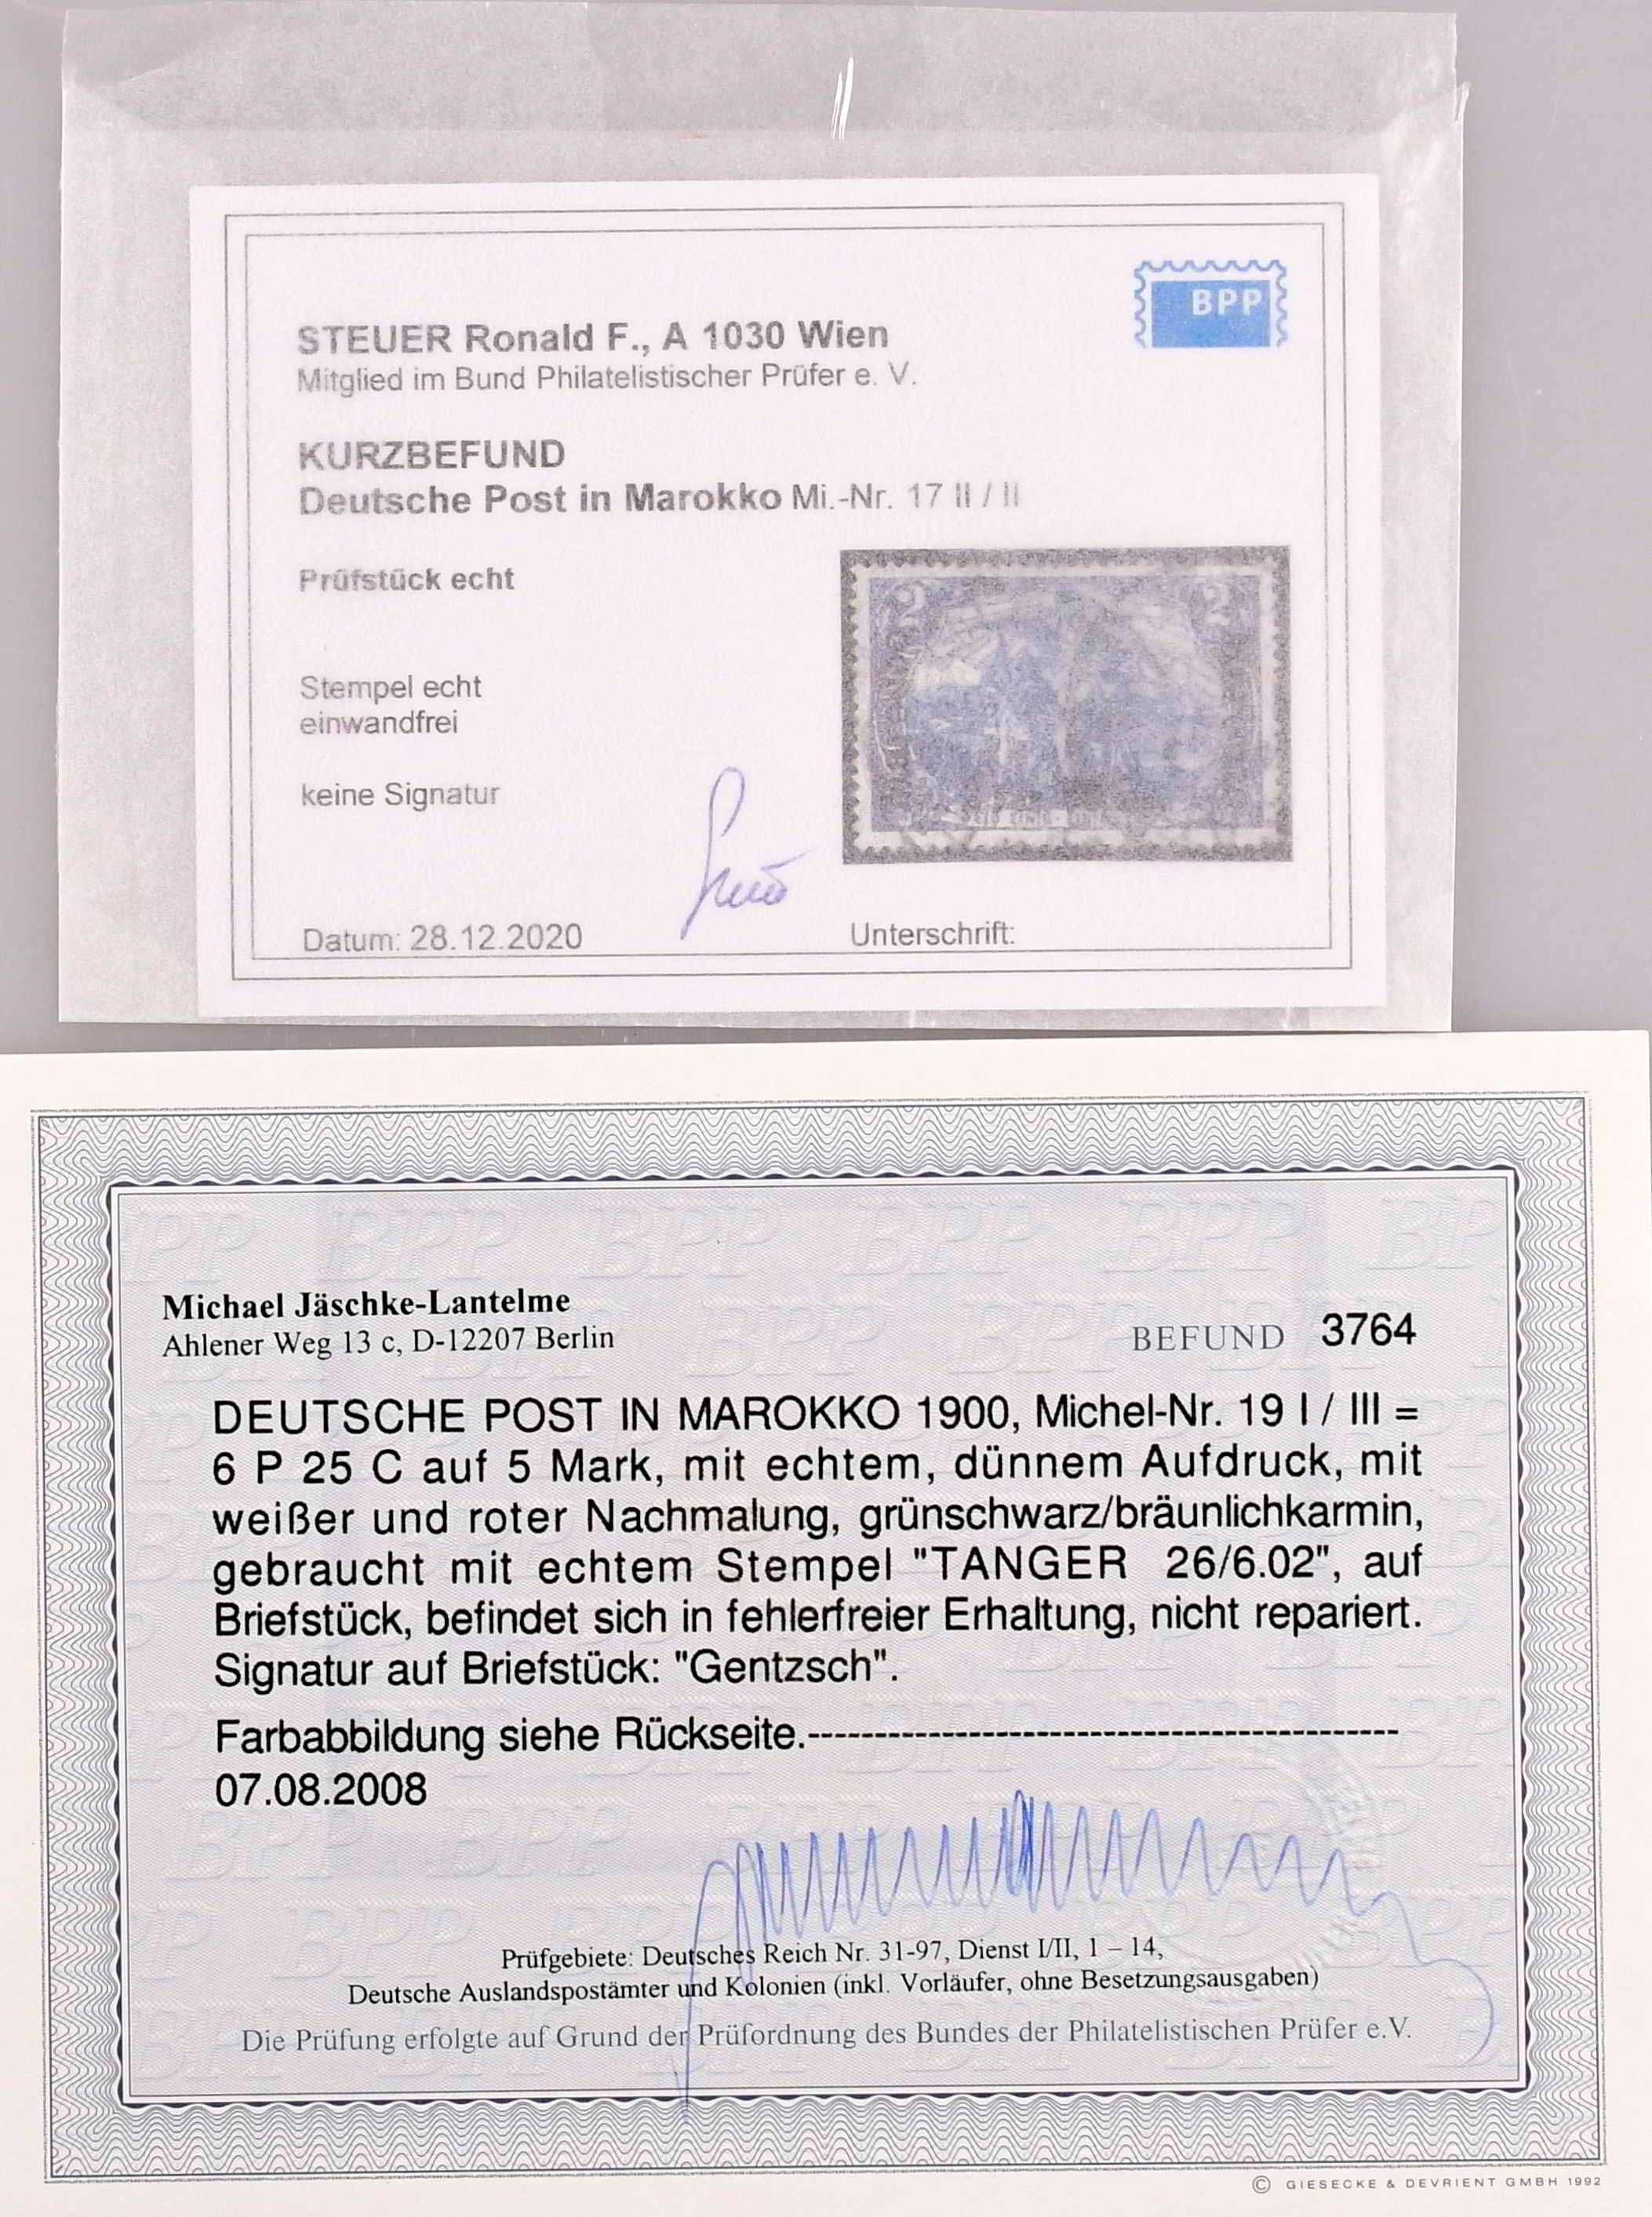 BPP
STEUER Ronald F., A 1030 Wien
Mitglied im Bund Philatelistischer Prüfer e. V.
KURZBEFUND
Deutsche Post in Marokko Mi.-Nr. 17 II / II
Prüfstück echt
2 2
Stempel echt
einwandfrei
keine Signatur
Datum: 28.12.2020
Unterschrift:
Michael Jäschke-Lantelme
Ahlener Weg 13 c, D-12207 Berlin
BEFUND 3764
DEUTSCHE POST IN MAROKKO 1900, Michel-Nr. 19 I / III =
6 P 25 C auf 5 Mark, mit echtem, dünnem Aufdruck, mit
weißer und roter Nachmalung, grünschwarz/bräunlichkarmin,
gebraucht mit echtem Stempel "TANGER 26/6.02", auf
Briefstück, befindet sich in fehlerfreier Erhaltung, nicht repariert.
Signatur auf Briefstück: "Gentzsch".
Farbabbildung siehe Rückseite.--------------------------------------------
07.08.2008
Prüfgebiete: Deutsches Reich Nr. 31-97, Dienst I/II, 1 – 14,
Deutsche Auslandspostämter und Kolonien (inkl. Vorläufer, ohne Besetzungsausgaben)
Die Prüfung erfolgte auf Grund der Prüfordnung des Bundes der Philatelistischen Prüfer e.V.
© GIESECKE & DEVRIENT GMBH 1992